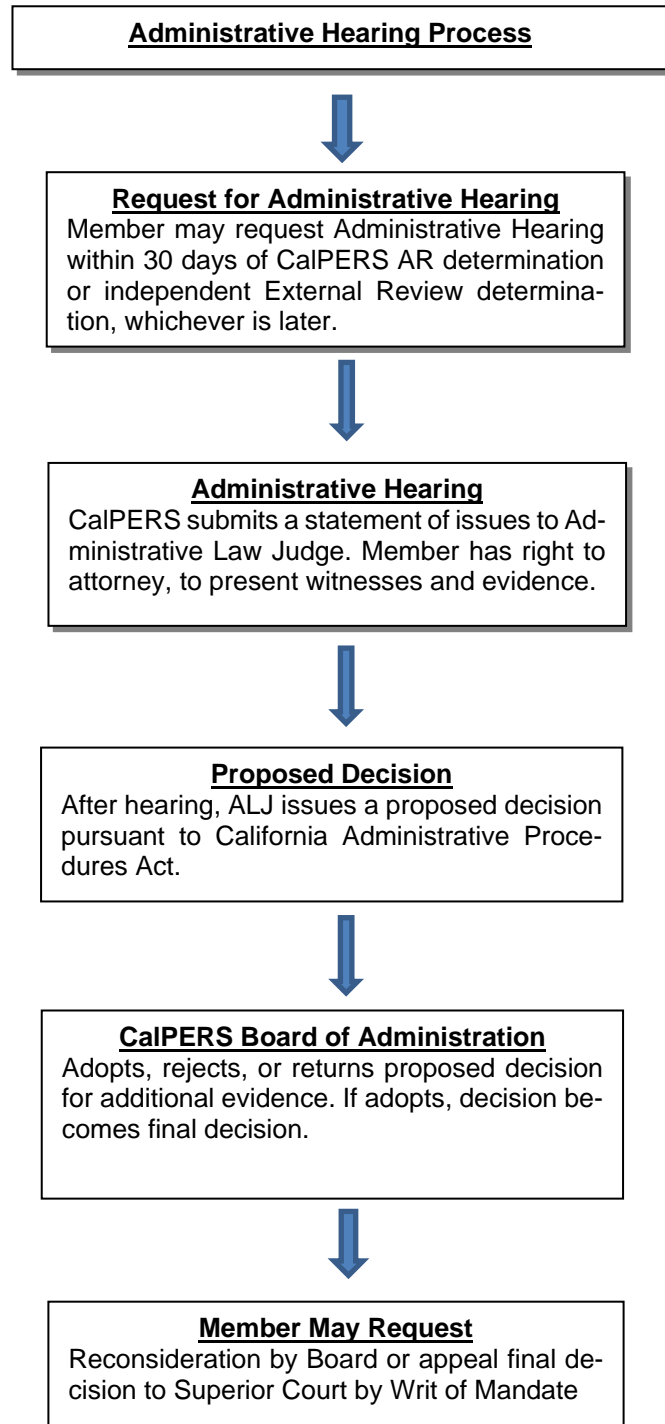 Administrative Hearing Process
Request for Administrative Hearing
Member may request Administrative Hearing
within 30 days of CalPERS AR determination
or independent External Review determina-
tion, whichever is later.
Administrative Hearing
CalPERS submits a statement of issues to Ad-
ministrative Law Judge. Member has right to
attorney, to present witnesses and evidence.
Proposed Decision
After hearing, ALJ issues a proposed decision
pursuant to California Administrative Proce-
dures Act.
CalPERS Board of Administration
Adopts, rejects, or returns proposed decision
for additional evidence. If adopts, decision be-
comes final decision.
Member May Request
Reconsideration by Board or appeal final de-
cision to Superior Court by Writ of Mandate